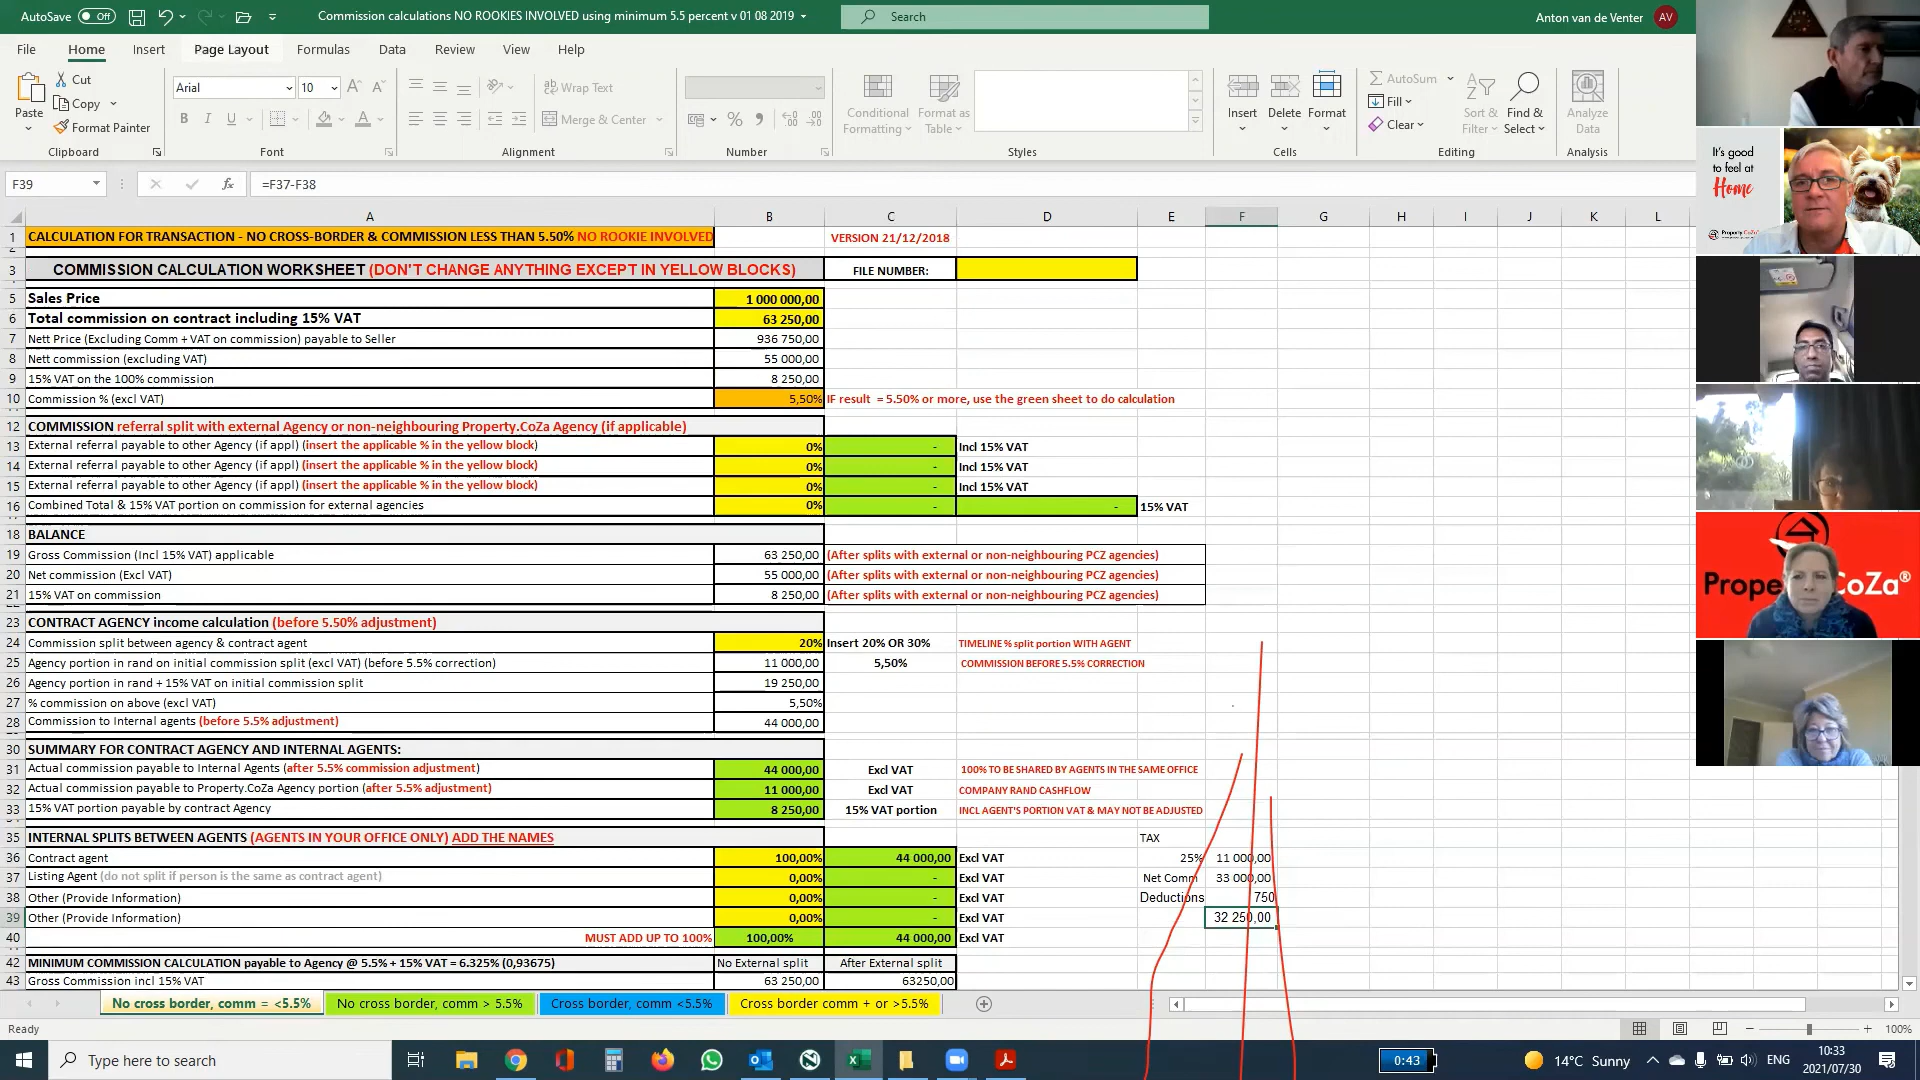 AutoSave Off Commission calculations NO ROOKIES INVOLVED using minimum 5.5 percent v 01 08 2019 Search Anton van de Venter AV
File Home Insert Page Layout Formulas Data Review View Help
Paste Cut Copy Format Painter Clipboard
Arial 10 B I U A Font
Wrap Text Merge & Center Alignment
% Number
Conditional Formatting Format as Table Styles
Insert Delete Format Cells
AutoSum Fill Clear Sort & Filter Find & Select Editing
Analyze Data Analysis
F39 fx =F37-F38
A B C D E F G H I J K L
1 CALCULATION FOR TRANSACTION - NO CROSS-BORDER & COMMISSION LESS THAN 5.50% NO ROOKIE INVOLVED VERSION 21/12/2018
3 COMMISSION CALCULATION WORKSHEET (DON'T CHANGE ANYTHING EXCEPT IN YELLOW BLOCKS) FILE NUMBER:
5 Sales Price 1 000 000,00
6 Total commission on contract including 15% VAT 63 250,00
7 Nett Price (Excluding Comm + VAT on commission) payable to Seller 936 750,00
8 Nett commission (excluding VAT) 55 000,00
9 15% VAT on the 100% commission 8 250,00
10 Commission % (excl VAT) 5,50% IF result = 5.50% or more, use the green sheet to do calculation
12 COMMISSION referral split with external Agency or non-neighbouring Property.CoZa Agency (if applicable)
13 External referral payable to other Agency (if appl) (insert the applicable % in the yellow block) 0% - Incl 15% VAT
14 External referral payable to other Agency (if appl) (insert the applicable % in the yellow block) 0% - Incl 15% VAT
15 External referral payable to other Agency (if appl) (insert the applicable % in the yellow block) 0% - Incl 15% VAT
16 Combined Total & 15% VAT portion on commission for external agencies 0% - - 15% VAT
18 BALANCE
19 Gross Commission (Incl 15% VAT) applicable 63 250,00 (After splits with external or non-neighbouring PCZ agencies)
20 Net commission (Excl VAT) 55 000,00 (After splits with external or non-neighbouring PCZ agencies)
21 15% VAT on commission 8 250,00 (After splits with external or non-neighbouring PCZ agencies)
23 CONTRACT AGENCY income calculation (before 5.50% adjustment)
24 Commission split between agency & contract agent 20% Insert 20% OR 30% TIMELINE % split portion WITH AGENT
25 Agency portion in rand on initial commission split (excl VAT) (before 5.5% correction) 11 000,00 5,50% COMMISSION BEFORE 5.5% CORRECTION
26 Agency portion in rand + 15% VAT on initial commission split 19 250,00
27 % commission on above (excl VAT) 5,50%
28 Commission to Internal agents (before 5.5% adjustment) 44 000,00
30 SUMMARY FOR CONTRACT AGENCY AND INTERNAL AGENTS:
31 Actual commission payable to Internal Agents (after 5.5% commission adjustment) 44 000,00 Excl VAT 100% TO BE SHARED BY AGENTS IN THE SAME OFFICE
32 Actual commission payable to Property.CoZa Agency portion (after 5.5% adjustment) 11 000,00 Excl VAT COMPANY RAND CASHFLOW
33 15% VAT portion payable by contract Agency 8 250,00 15% VAT portion INCL AGENT'S PORTION VAT & MAY NOT BE ADJUSTED
35 INTERNAL SPLITS BETWEEN AGENTS (AGENTS IN YOUR OFFICE ONLY) ADD THE NAMES TAX
36 Contract agent 100,00% 44 000,00 Excl VAT 25% 11 000,00
37 Listing Agent (do not split if person is the same as contract agent) 0,00% - Excl VAT Net Comm 33 000,00
38 Other (Provide Information) 0,00% - Excl VAT Deductions 750
39 Other (Provide Information) 0,00% - Excl VAT 32 250,00
40 MUST ADD UP TO 100% 100,00% 44 000,00 Excl VAT
42 MINIMUM COMMISSION CALCULATION payable to Agency @ 5.5% + 15% VAT = 6.325% (0,93675) No External split After External split
43 Gross Commission incl 15% VAT 63 250,00 63250,00
No cross border, comm = <5.5% No cross border, comm > 5.5% Cross border, comm <5.5% Cross border comm + or >5.5%
Ready 100%
Type here to search 0:43 14°C Sunny ENG 10:33
2021/07/30
It's good
to feel at
Home
Property CoZa
Prope CoZa®